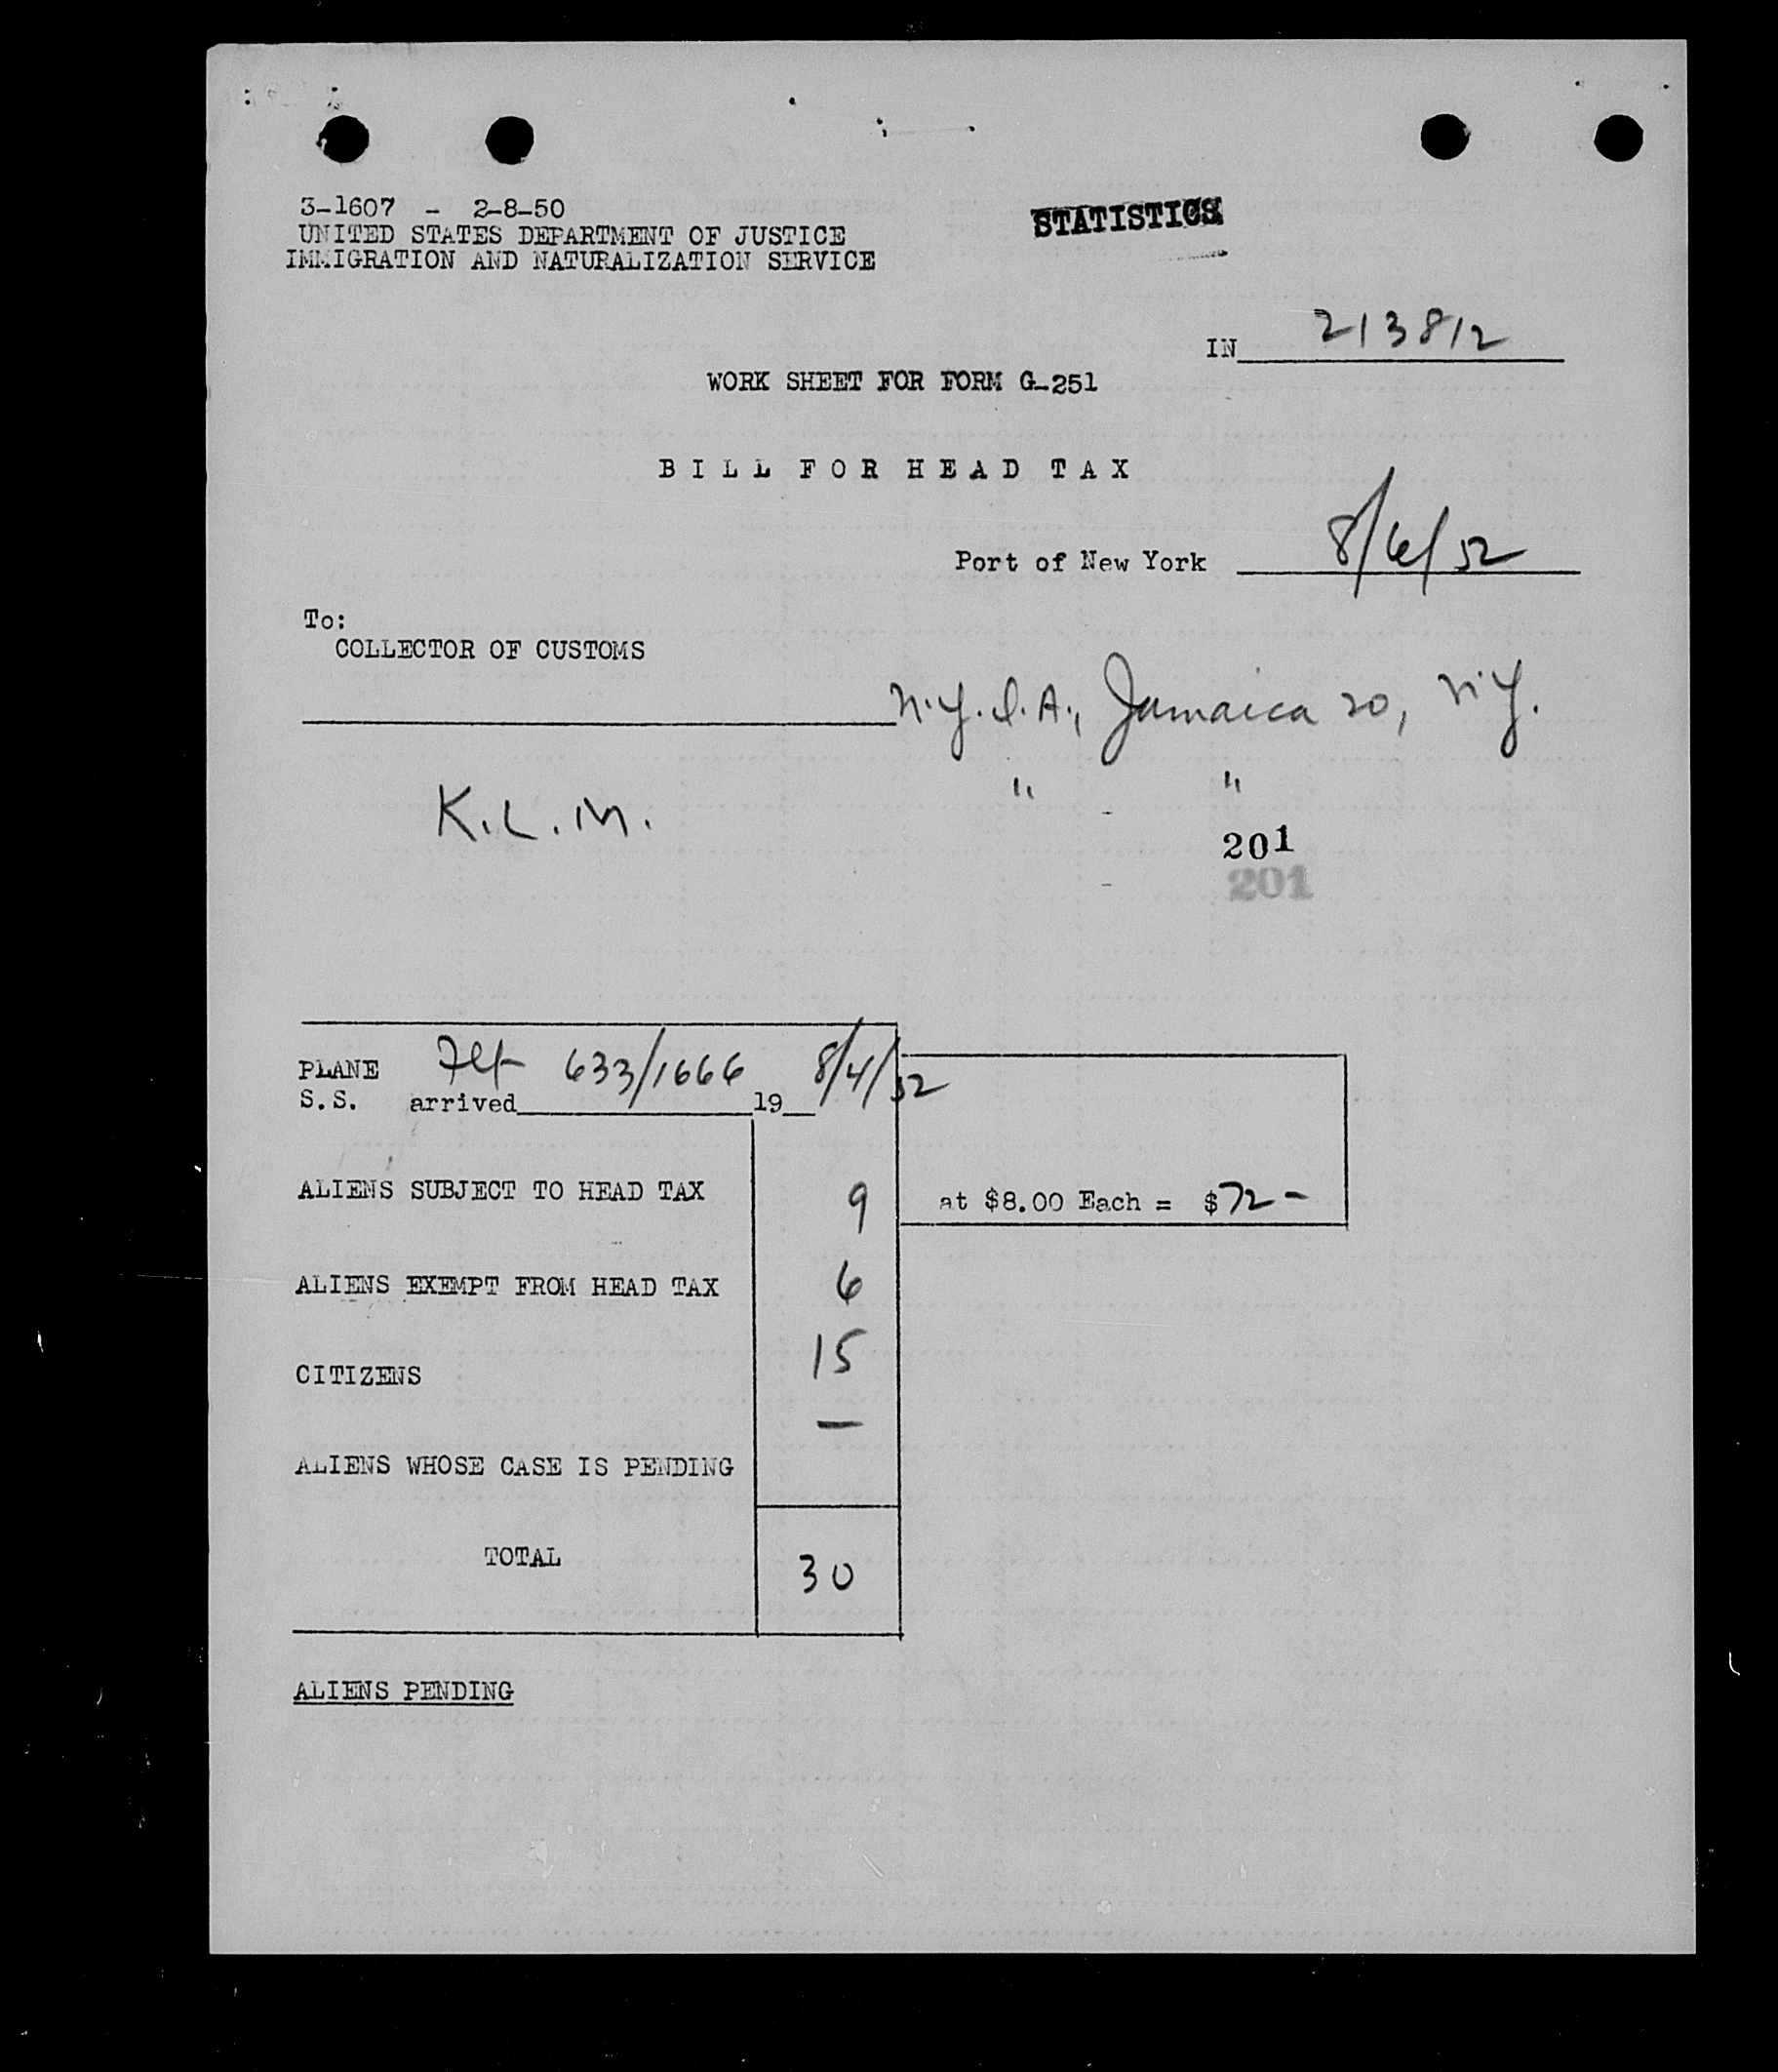 3-1607 - 2-8-50
UNITED STATES DEPARTMENT OF JUSTICE
IMMIGRATION AND NATURALIZATION SERVICE
STATISTICS
IN 213812
WORK SHEET FOR FORM G-251
BILL FOR HEAD TAX
Port of New York 8/6/52
To:
COLLECTOR OF CUSTOMS
N.Y.I.A., Jamaica 20, N.Y.
K.L.M. " "
201
201
PLANE Flt 633/1666 8/4/52
S.S. arrived 19
ALIENS SUBJECT TO HEAD TAX 9 at $8.00 Each = $72-
ALIENS EXEMPT FROM HEAD TAX 6
CITIZENS 15
ALIENS WHOSE CASE IS PENDING —
TOTAL 30
ALIENS PENDING